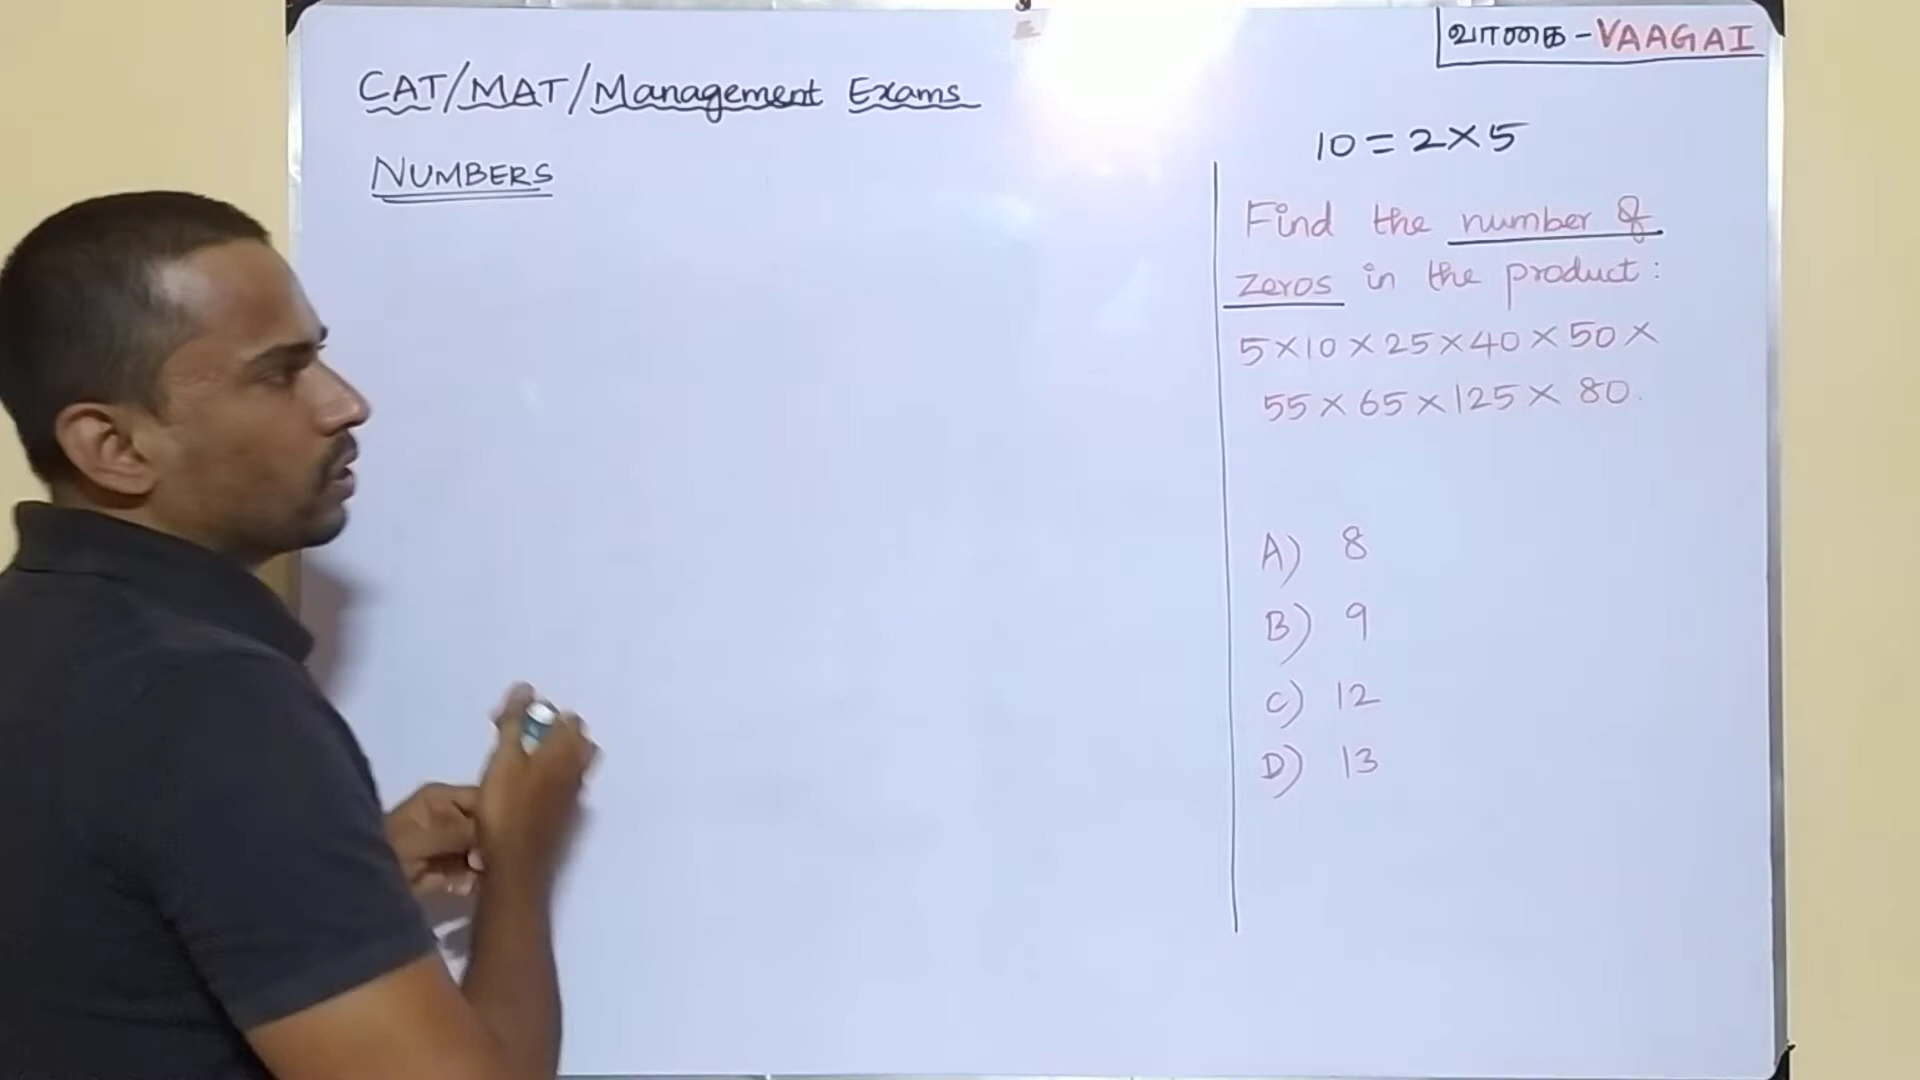 வாகை - VAAGAI
CAT/MAT/Management Exams
NUMBERS
10 = 2 × 5
Find the number of
zeros in the product :
5 × 10 × 25 × 40 × 50 ×
55 × 65 × 125 × 80.
A) 8
B) 9
C) 12
D) 13